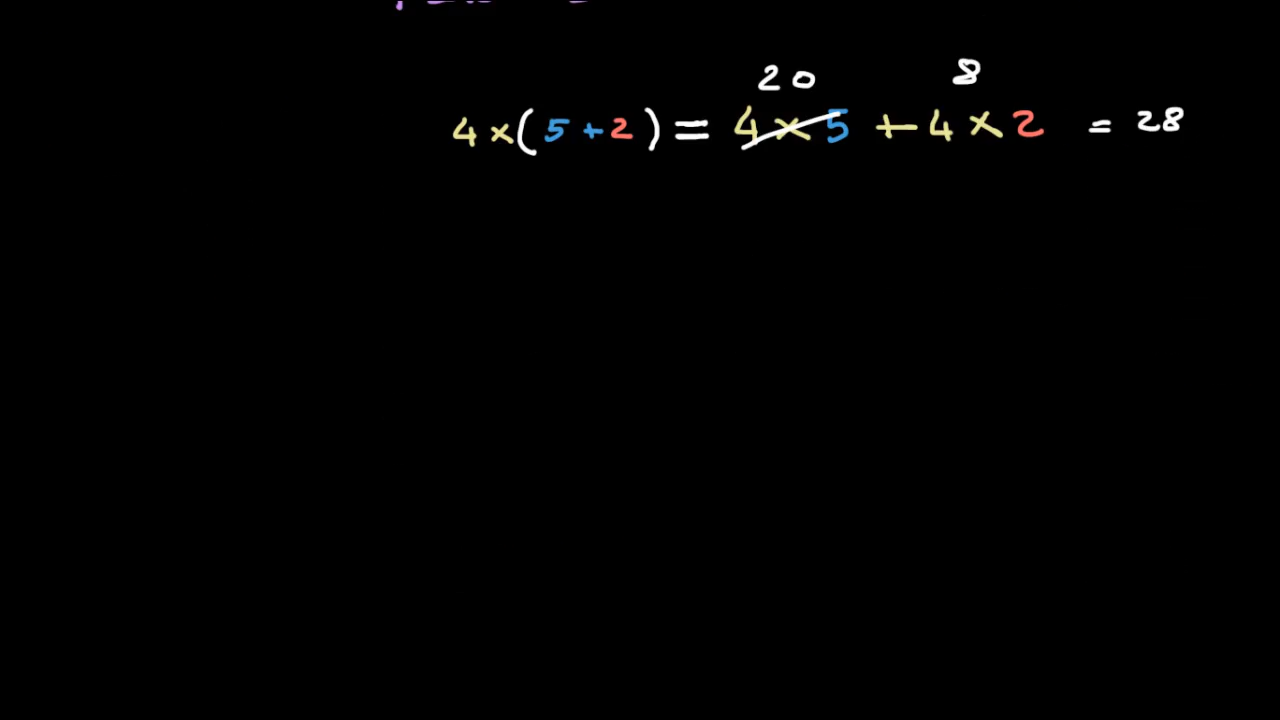 20 8
4 × ( 5 + 2 ) = 4 × 5 + 4 × 2 = 28